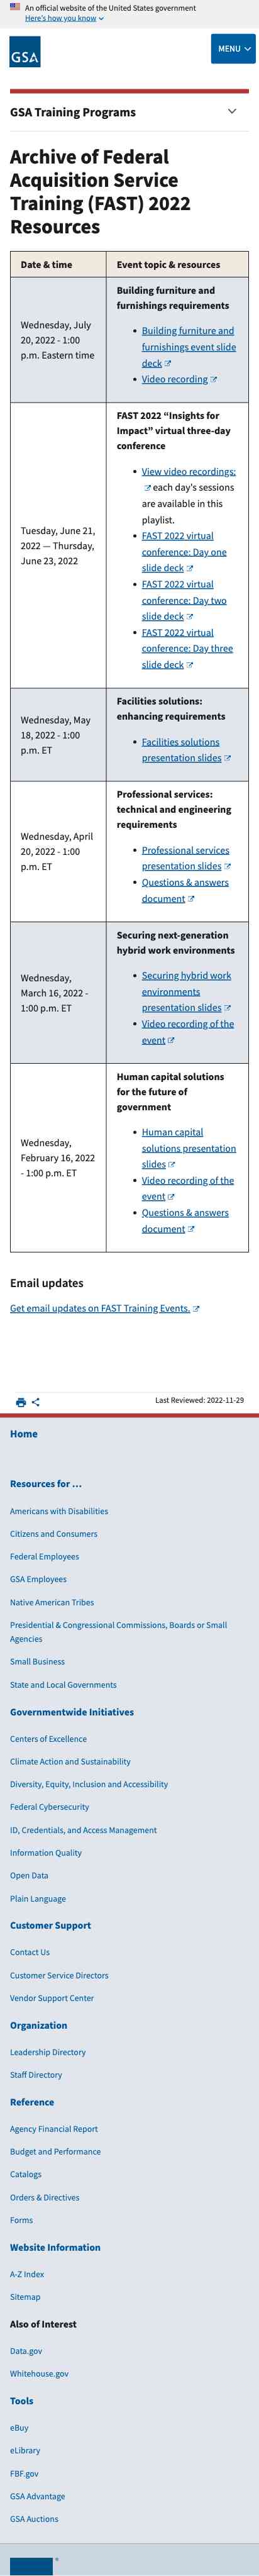 An official website of the United States government
Here's how you know
GSA
MENU
GSA Training Programs
Archive of Federal
Acquisition Service
Training (FAST) 2022
Resources
Date & time
Event topic & resources
Wednesday, July
20, 2022 - 1:00
p.m. Eastern time
Building furniture and
furnishings requirements
Building furniture and
furnishings event slide
deck
Video recording
Tuesday, June 21,
2022 — Thursday,
June 23, 2022
FAST 2022 “Insights for
Impact” virtual three-day
conference
View video recordings:
each day's sessions
are available in this
playlist.
FAST 2022 virtual
conference: Day one
slide deck
FAST 2022 virtual
conference: Day two
slide deck
FAST 2022 virtual
conference: Day three
slide deck
Wednesday, May
18, 2022 - 1:00
p.m. ET
Facilities solutions:
enhancing requirements
Facilities solutions
presentation slides
Wednesday, April
20, 2022 - 1:00
p.m. ET
Professional services:
technical and engineering
requirements
Professional services
presentation slides
Questions & answers
document
Wednesday,
March 16, 2022 -
1:00 p.m. ET
Securing next-generation
hybrid work environments
Securing hybrid work
environments
presentation slides
Video recording of the
event
Wednesday,
February 16, 2022
- 1:00 p.m. ET
Human capital solutions
for the future of
government
Human capital
solutions presentation
slides
Video recording of the
event
Questions & answers
document
Email updates
Get email updates on FAST Training Events.
Last Reviewed: 2022-11-29
Home
Resources for …
Americans with Disabilities
Citizens and Consumers
Federal Employees
GSA Employees
Native American Tribes
Presidential & Congressional Commissions, Boards or Small
Agencies
Small Business
State and Local Governments
Governmentwide Initiatives
Centers of Excellence
Climate Action and Sustainability
Diversity, Equity, Inclusion and Accessibility
Federal Cybersecurity
ID, Credentials, and Access Management
Information Quality
Open Data
Plain Language
Customer Support
Contact Us
Customer Service Directors
Vendor Support Center
Organization
Leadership Directory
Staff Directory
Reference
Agency Financial Report
Budget and Performance
Catalogs
Orders & Directives
Forms
Website Information
A-Z Index
Sitemap
Also of Interest
Data.gov
Whitehouse.gov
Tools
eBuy
eLibrary
FBF.gov
GSA Advantage
GSA Auctions
®